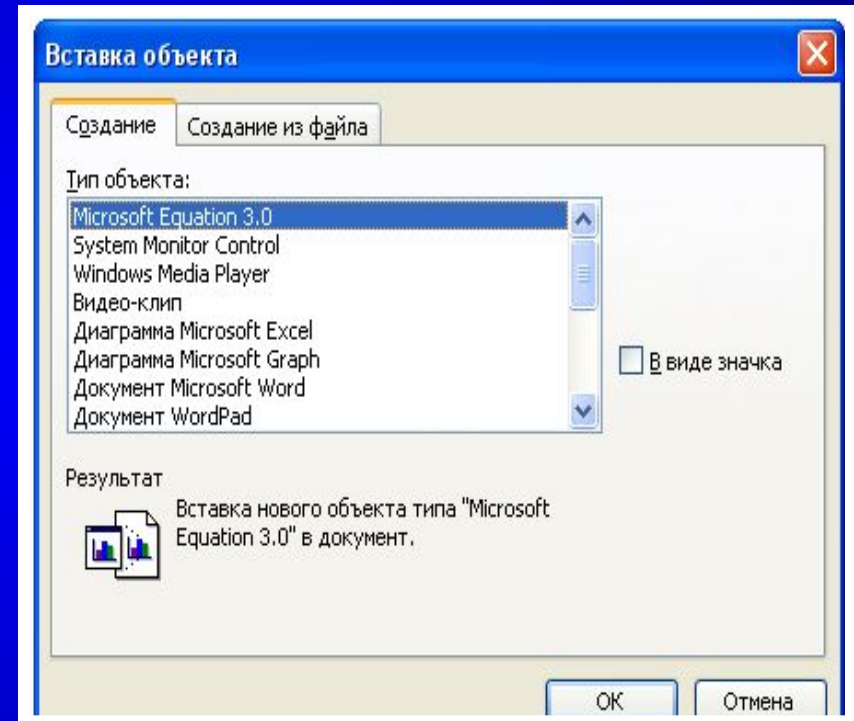 Вставка объекта
Создание
Создание из файла
Тип объекта:
Microsoft Equation 3.0
System Monitor Control
Windows Media Player
Видео-клип
Диаграмма Microsoft Excel
Диаграмма Microsoft Graph
Документ Microsoft Word
Документ WordPad
В виде значка
Результат
Вставка нового объекта типа "Microsoft
Equation 3.0" в документ.
ОК
Отмена